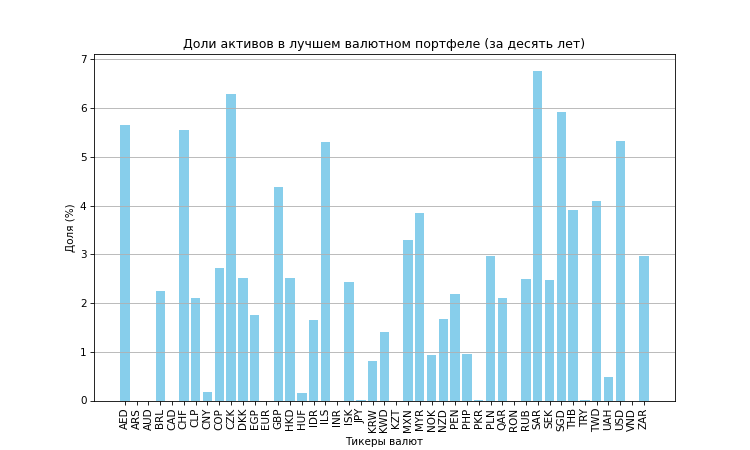 Доли активов в лучшем валютном портфеле (за десять лет)
7
6
5
4
3
2
1
0
Доля (%)
AED ARS AUD BRL CAD CHF CLP CNY COP CZK DKK EGP EUR GBP HKD HUF IDR ILS INR ISK JPY KRW KWD KZT MXN MYR NOK NZD PEN PHP PKR PLN QAR RON RUB SAR SEK SGD THB TRY TWD UAH USD VND ZAR
Тикеры валют